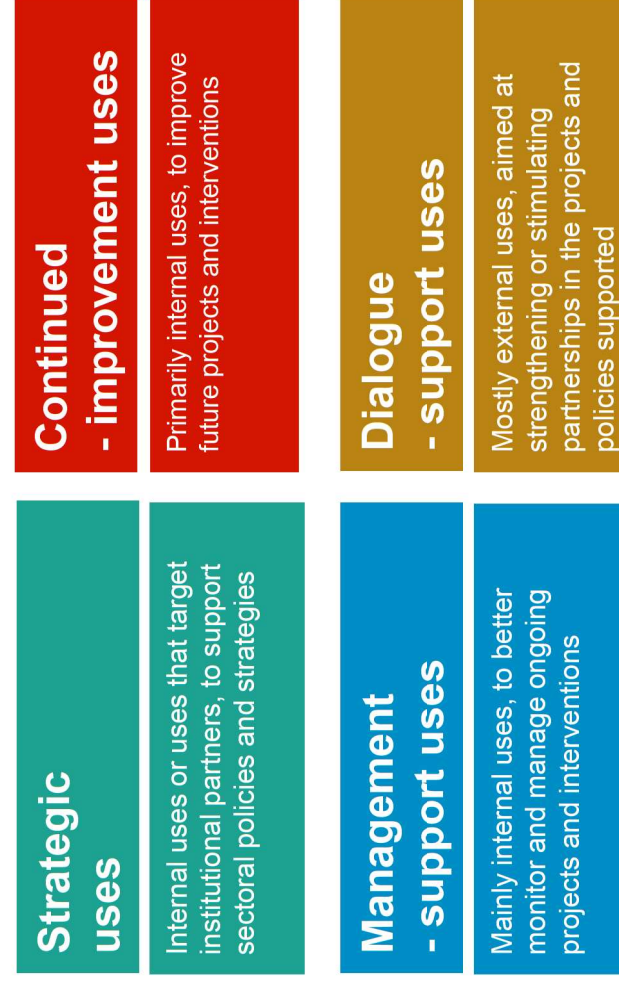 Strategic
uses
Internal uses or uses that target
institutional partners, to support
sectoral policies and strategies
Continued
- improvement uses
Primarily internal uses, to improve
future projects and interventions
Management
- support uses
Mainly internal uses, to better
monitor and manage ongoing
projects and interventions
Dialogue
- support uses
Mostly external uses, aimed at
strengthening or stimulating
partnerships in the projects and
policies supported